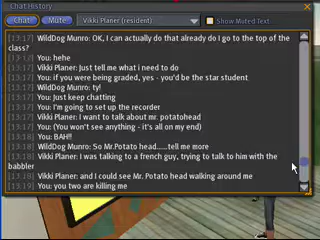 Chat History
Chat Mute Vikki Planer (resident) Show Muted Text
[13:17] WildDog Munro: OK, I can actually do that already do I go to the top of the
class?
[13:17] You: hehe
[13:17] Vikki Planer: Just tell me what i need to do
[13:17] You: if you were being graded, yes - you'd be the star student
[13:17] WildDog Munro: ty!
[13:17] You: Just keep chatting
[13:17] You: I'm going to set up the recorder
[13:17] Vikki Planer: I want to talk about mr. potatohead
[13:17] You: (You won't see anything - it's all on my end)
[13:18] You: BAH!!
[13:18] WildDog Munro: So Mr.Potato head......tell me more
[13:18] Vikki Planer: I was talking to a french guy, trying to talk to him with the
babbler
[13:18] Vikki Planer: and I could see Mr. Potato head walking around me
[13:19] You: you two are killing me